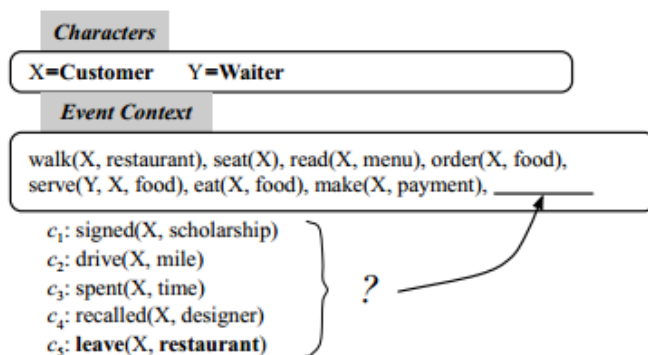 Characters
X=Customer Y=Waiter
Event Context
walk(X, restaurant), seat(X), read(X, menu), order(X, food),
serve(Y, X, food), eat(X, food), make(X, payment), ________
c₁: signed(X, scholarship)
c₂: drive(X, mile)
c₃: spent(X, time)
c₄: recalled(X, designer)
c₅: leave(X, restaurant)
?